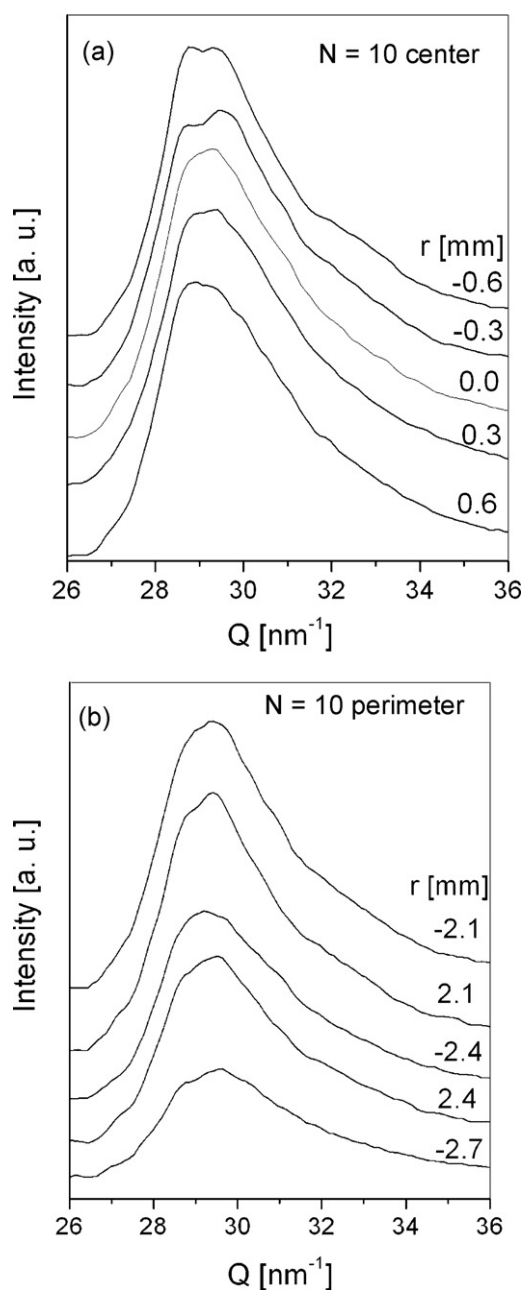 (a)
N = 10 center
r [mm]
-0.6
-0.3
0.0
0.3
0.6
Intensity [a. u.]
26 28 30 32 34 36
Q [nm⁻¹]
(b)
N = 10 perimeter
r [mm]
-2.1
2.1
-2.4
2.4
-2.7
Intensity [a. u.]
26 28 30 32 34 36
Q [nm⁻¹]